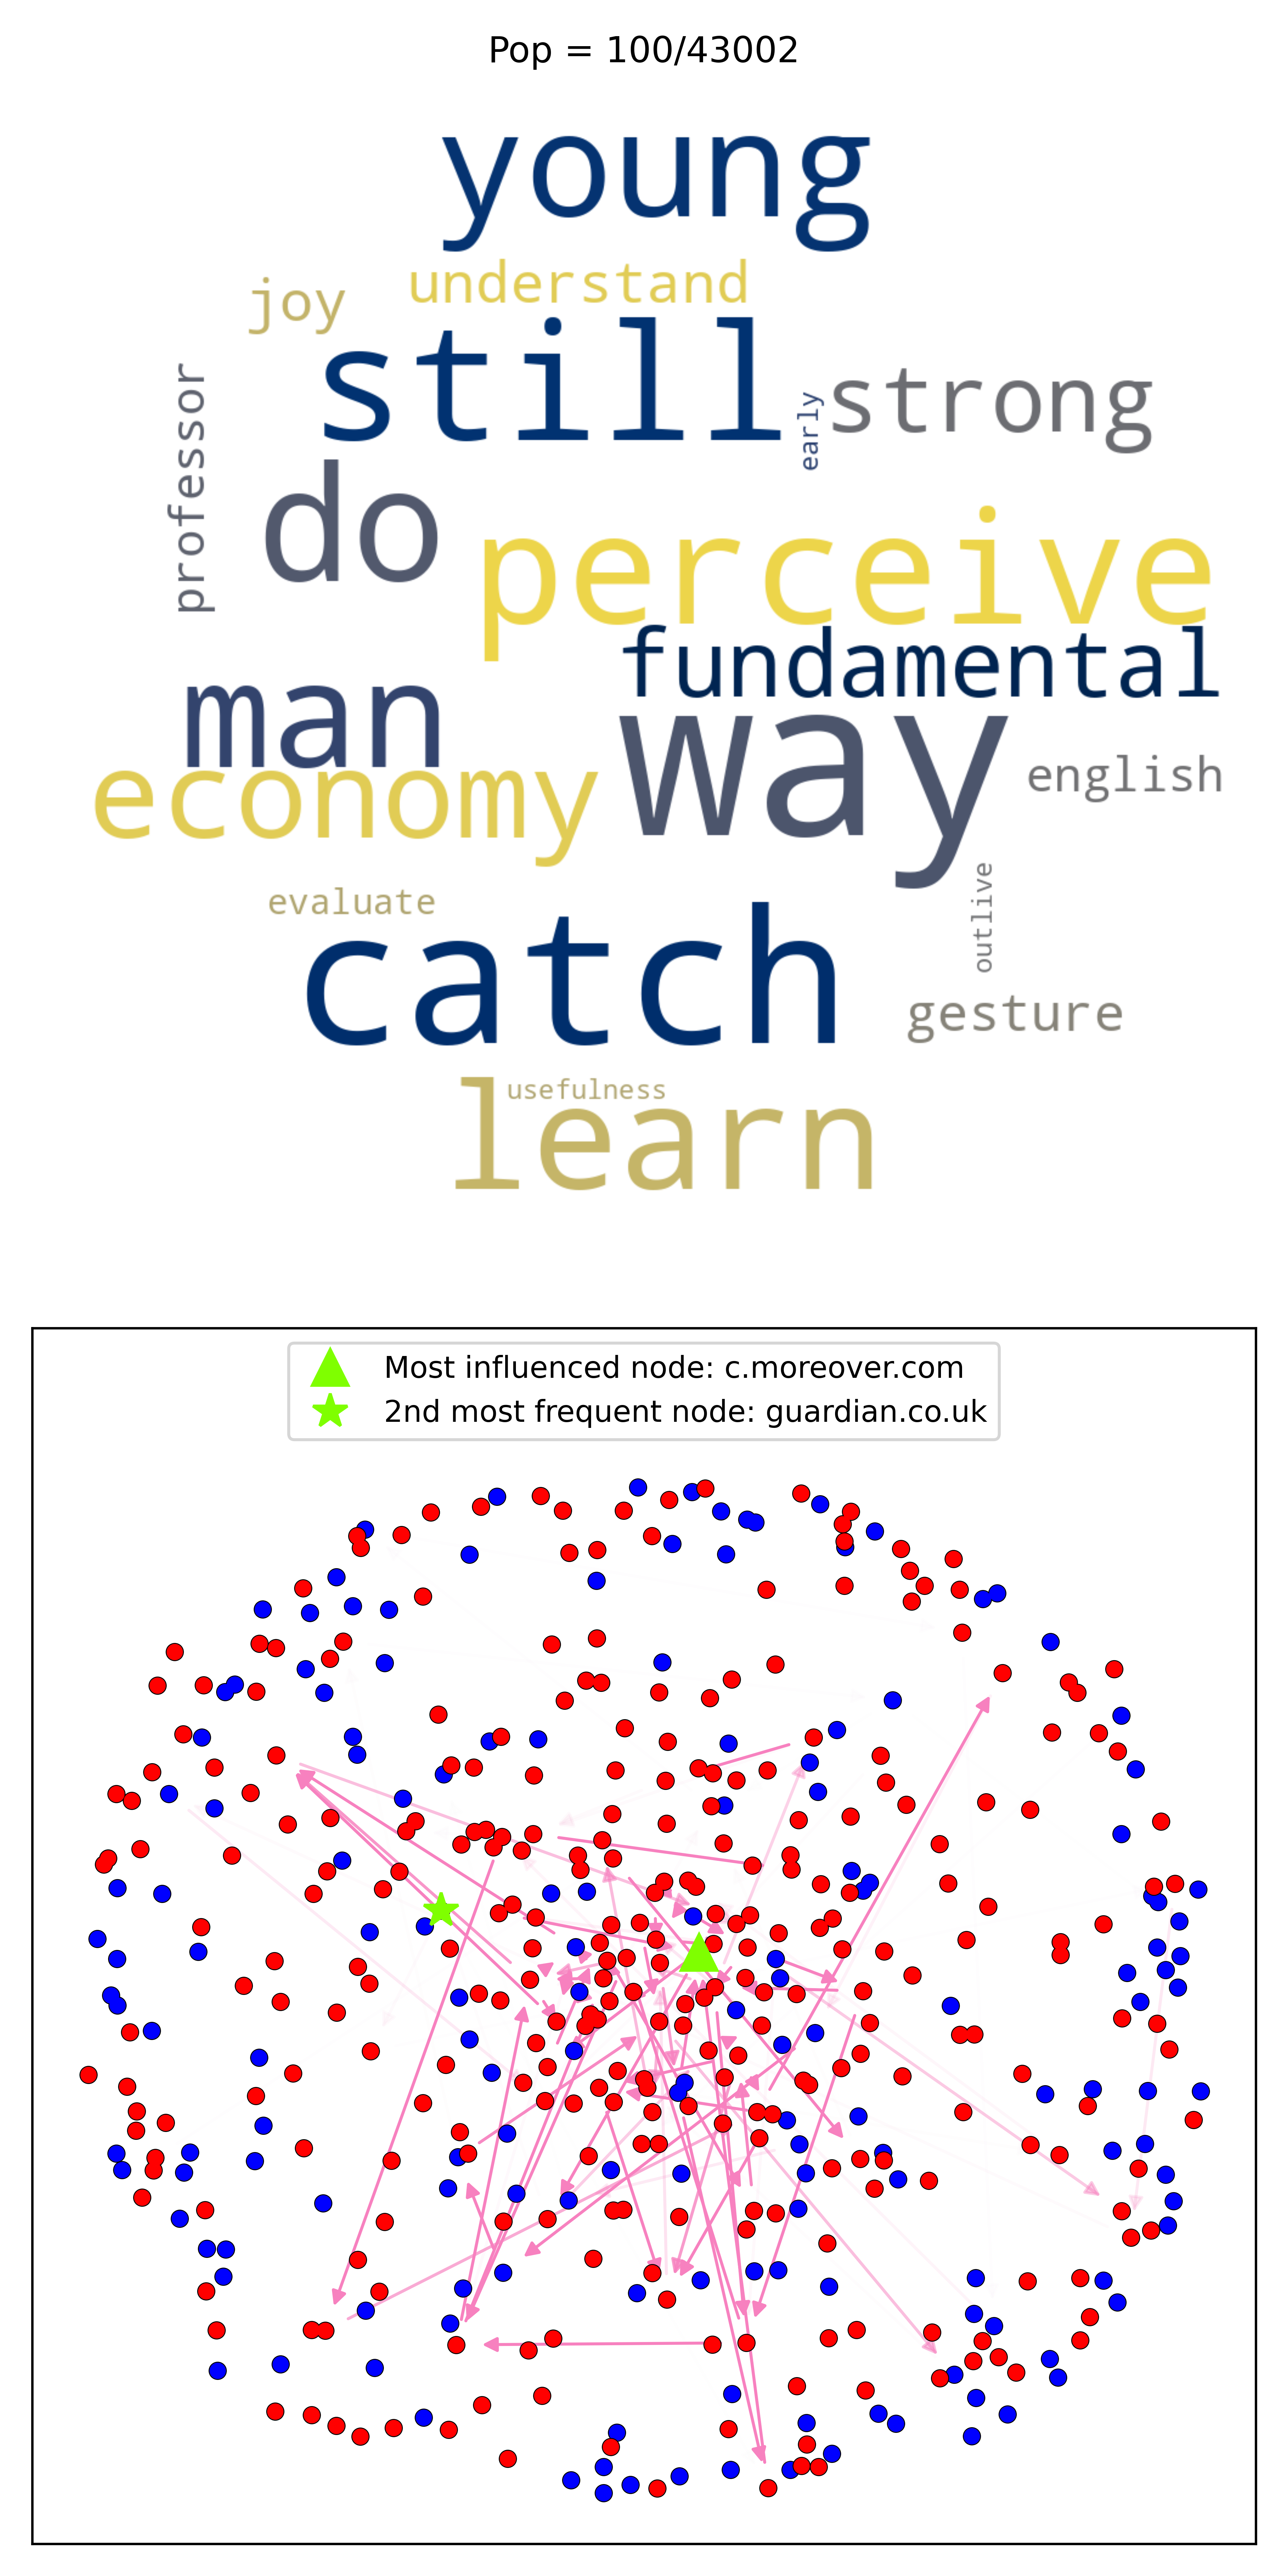 Pop = 100/43002
young
joy
understand
still
early
strong
professor
do
perceive
fundamental
man
way
economy
english
evaluate
outlive
catch
gesture
usefulness
learn
Most influenced node: c.moreover.com
2nd most frequent node: guardian.co.uk